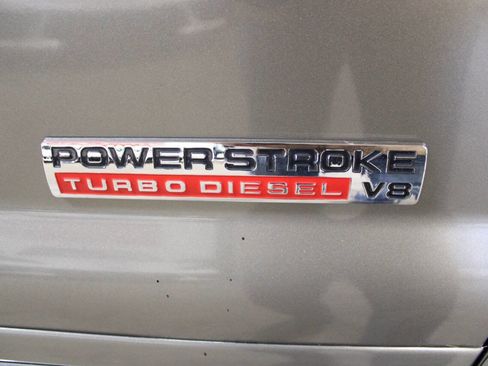 POWER STROKE
TURBO DIESEL V8